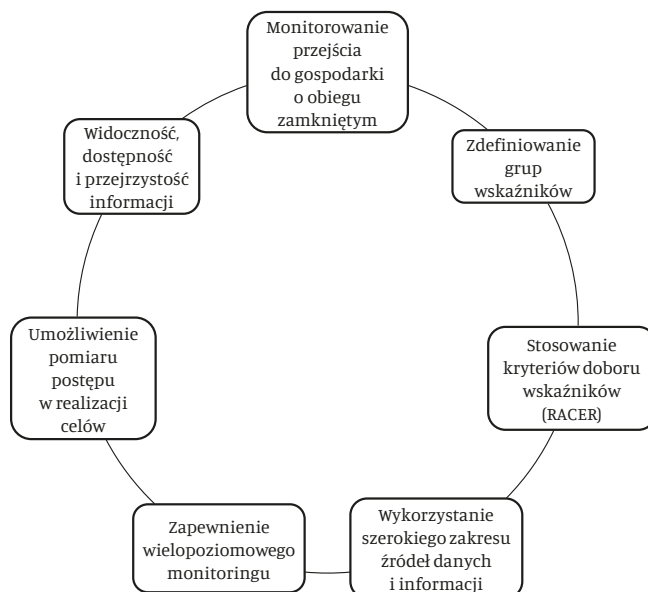 Monitorowanie
przejścia
do gospodarki
o obiegu
zamkniętym
Zdefiniowanie
grup
wskaźników
Stosowanie
kryteriów doboru
wskaźników
(RACER)
Wykorzystanie
szerokiego zakresu
źródeł danych
i informacji
Zapewnienie
wielopoziomowego
monitoringu
Umożliwienie
pomiaru
postępu
w realizacji
celów
Widoczność,
dostępność
i przejrzystość
informacji